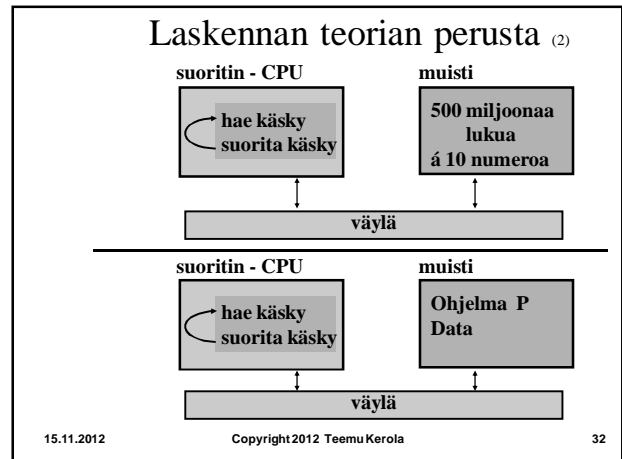 Laskennan teorian perusta (2)
suoritin - CPU
muisti
hae käsky
suorita käsky
500 miljoonaa
lukua
á 10 numeroa
väylä
suoritin - CPU
muisti
hae käsky
suorita käsky
Ohjelma P
Data
väylä
15.11.2012
Copyright 2012 Teemu Kerola
32